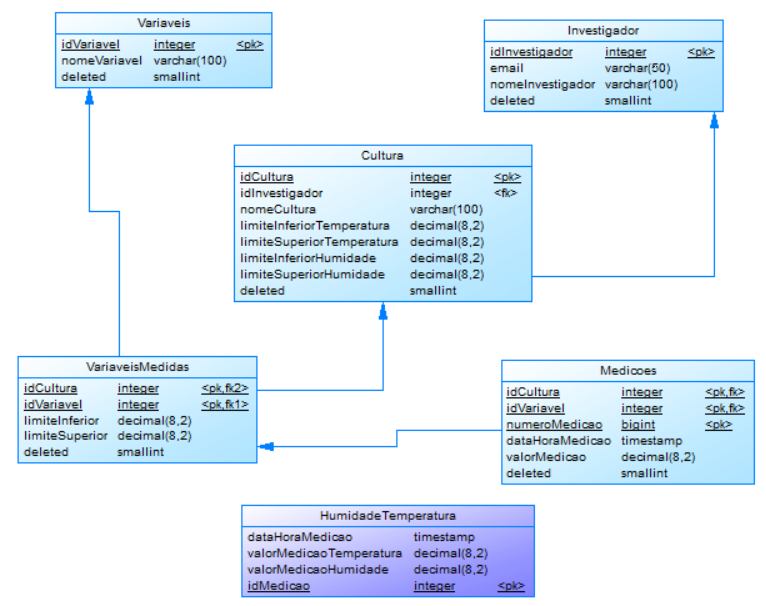 Variaveis
idVariavel integer <pk>
nomeVariavel varchar(100)
deleted smallint
Investigador
idInvestigador integer <pk>
email varchar(50)
nomeInvestigador varchar(100)
deleted smallint
Cultura
idCultura integer <pk>
idInvestigador integer <fk>
nomeCultura varchar(100)
limiteInferiorTemperatura decimal(8,2)
limiteSuperiorTemperatura decimal(8,2)
limiteInferiorHumidade decimal(8,2)
limiteSuperiorHumidade decimal(8,2)
deleted smallint
VariaveisMedidas
idCultura integer <pk,fk2>
idVariavel integer <pk,fk1>
limiteInferior decimal(8,2)
limiteSuperior decimal(8,2)
deleted smallint
Medicoes
idCultura integer <pk,fk>
idVariavel integer <pk,fk>
numeroMedicao bigint <pk>
dataHoraMedicao timestamp
valorMedicao decimal(8,2)
deleted smallint
HumidadeTemperatura
dataHoraMedicao timestamp
valorMedicaoTemperatura decimal(8,2)
valorMedicaoHumidade decimal(8,2)
idMedicao integer <pk>